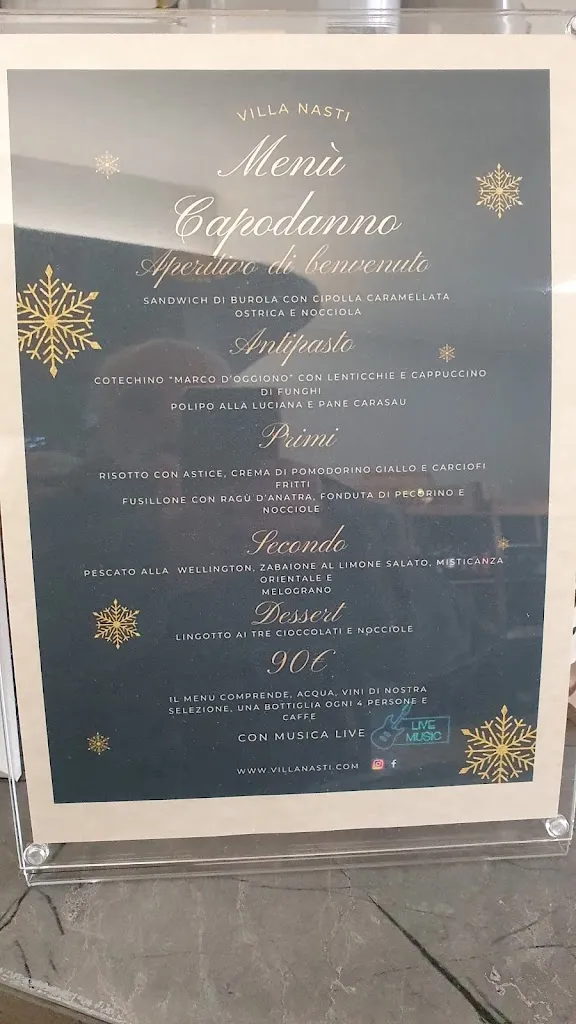 VILLA NASTI
Menù
Capodanno
Aperitivo di benvenuto
SANDWICH DI BUROLA CON CIPOLLA CARAMELLATA
OSTRICA E NOCCIOLA
Antipasto
COTECHINO "MARCO D'OGGIONO" CON LENTICCHIE E CAPPUCCINO
DI FUNGHI
POLIPO ALLA LUCIANA E PANE CARASAU
Primi
RISOTTO CON ASTICE, CREMA DI POMODORINO GIALLO E CARCIOFI
FRITTI
FUSILLONE CON RAGÙ D'ANATRA, FONDUTA DI PECORINO E
NOCCIOLE
Secondo
PESCATO ALLA WELLINGTON, ZABAIONE AL LIMONE SALATO, MISTICANZA
ORIENTALE E
MELOGRANO
Dessert
LINGOTTO AI TRE CIOCCOLATI E NOCCIOLE
90€
IL MENU COMPRENDE, ACQUA, VINI DI NOSTRA
SELEZIONE, UNA BOTTIGLIA OGNI 4 PERSONE E
CAFFE
CON MUSICA LIVE
LIVE
MUSIC
WWW.VILLANASTI.COM